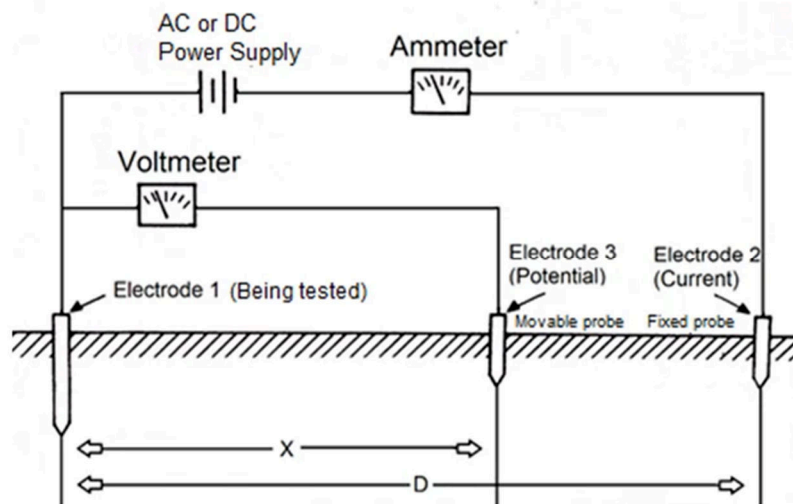 AC or DC
Power Supply
Ammeter
Voltmeter
Electrode 1 (Being tested)
Electrode 3
(Potential)
Electrode 2
(Current)
Movable probe
Fixed probe
X
D